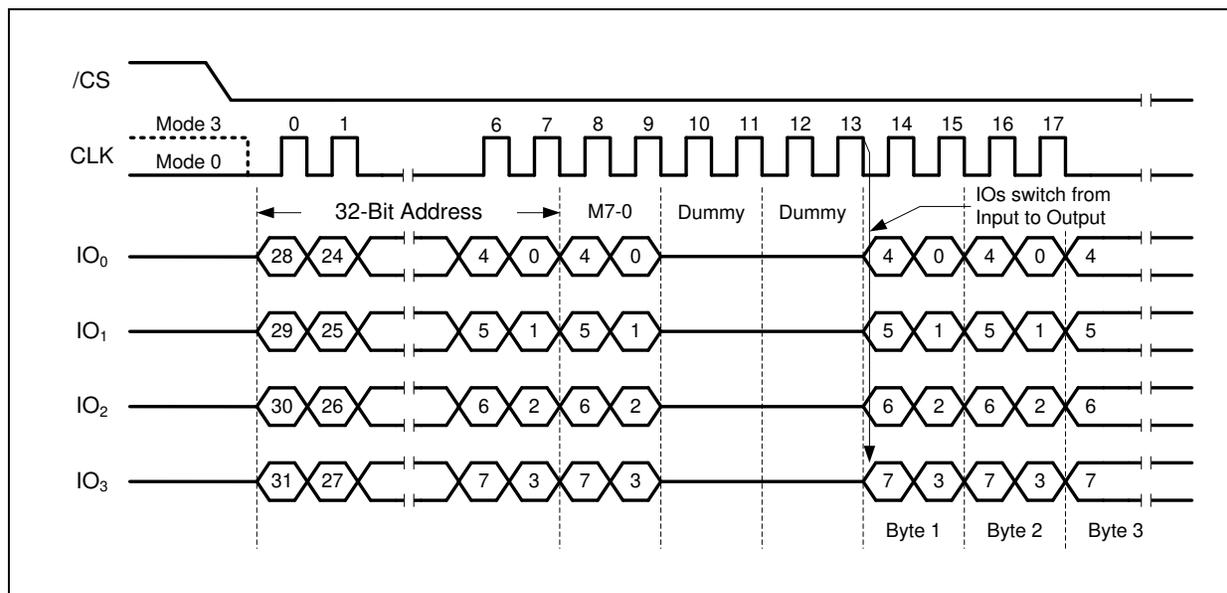 /CS
Mode 3 0 1 6 7 8 9 10 11 12 13 14 15 16 17
CLK
Mode 0
32-Bit Address M7-0 Dummy Dummy
IOs switch from
Input to Output
IO₀ 28 24 4 0 4 0 4 0 4 0 4
IO₁ 29 25 5 1 5 1 5 1 5 1 5
IO₂ 30 26 6 2 6 2 6 2 6 2 6
IO₃ 31 27 7 3 7 3 7 3 7 3 7
Byte 1 Byte 2 Byte 3